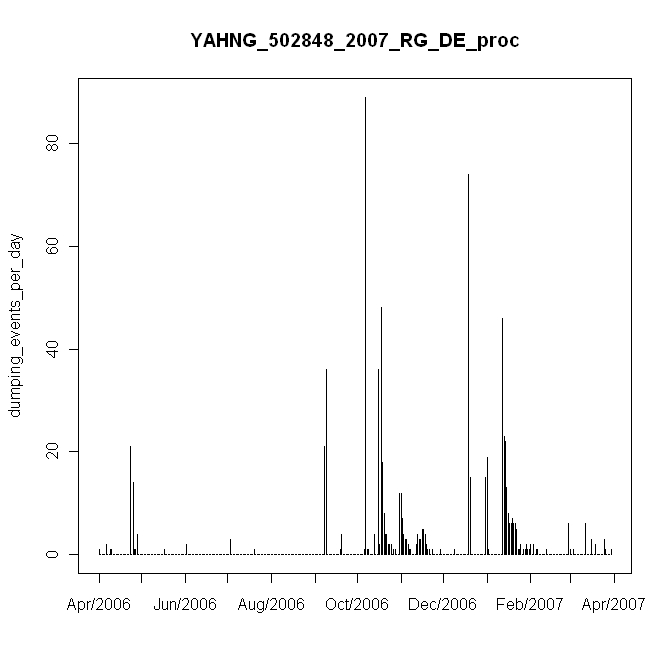 YAHNG_502848_2007_RG_DE_proc
dumping_events_per_day
80
60
40
20
0
Apr/2006 Jun/2006 Aug/2006 Oct/2006 Dec/2006 Feb/2007 Apr/2007